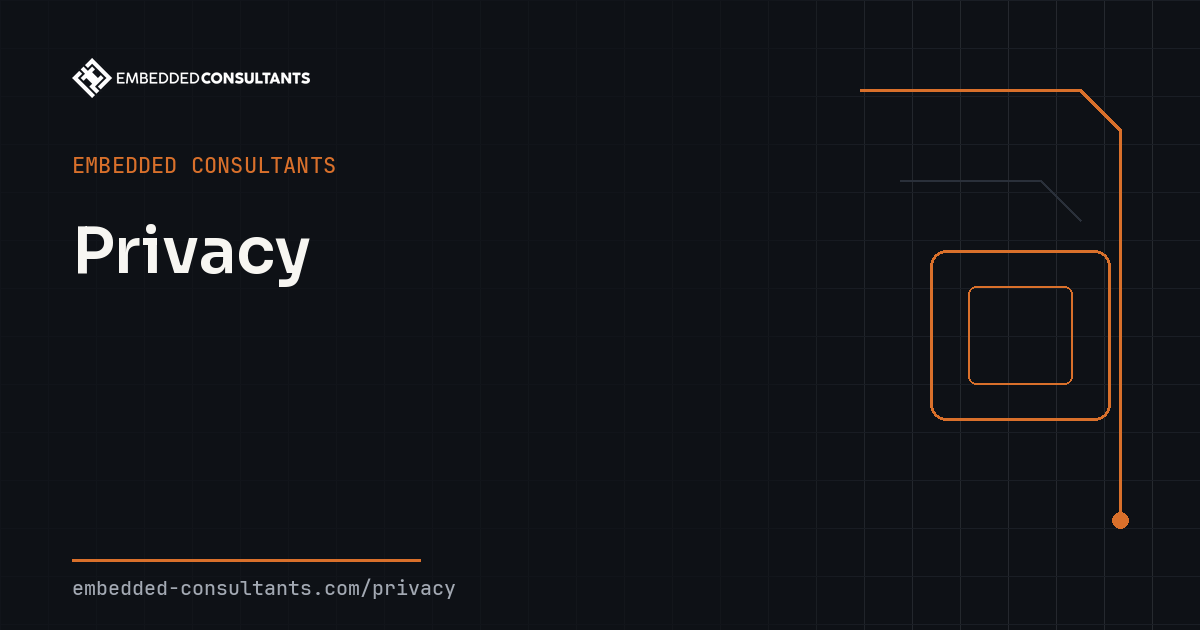 EMBEDDEDCONSULTANTS
EMBEDDED CONSULTANTS
Privacy
embedded-consultants.com/privacy